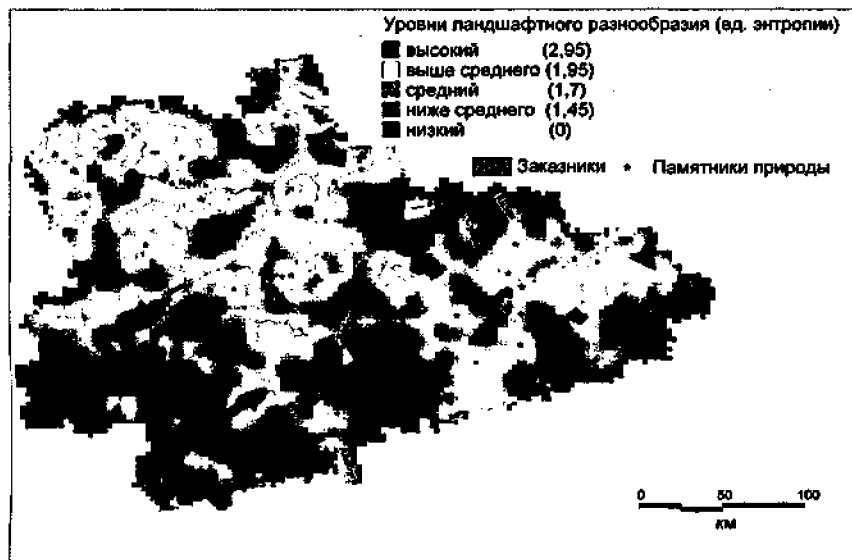 Уровни ландшафтного разнообразия (ед. энтропии)
высокий (2,95)
выше среднего (1,95)
средний (1,7)
ниже среднего (1,45)
низкий (0)
Заказники • Памятники природы
0 50 100
км